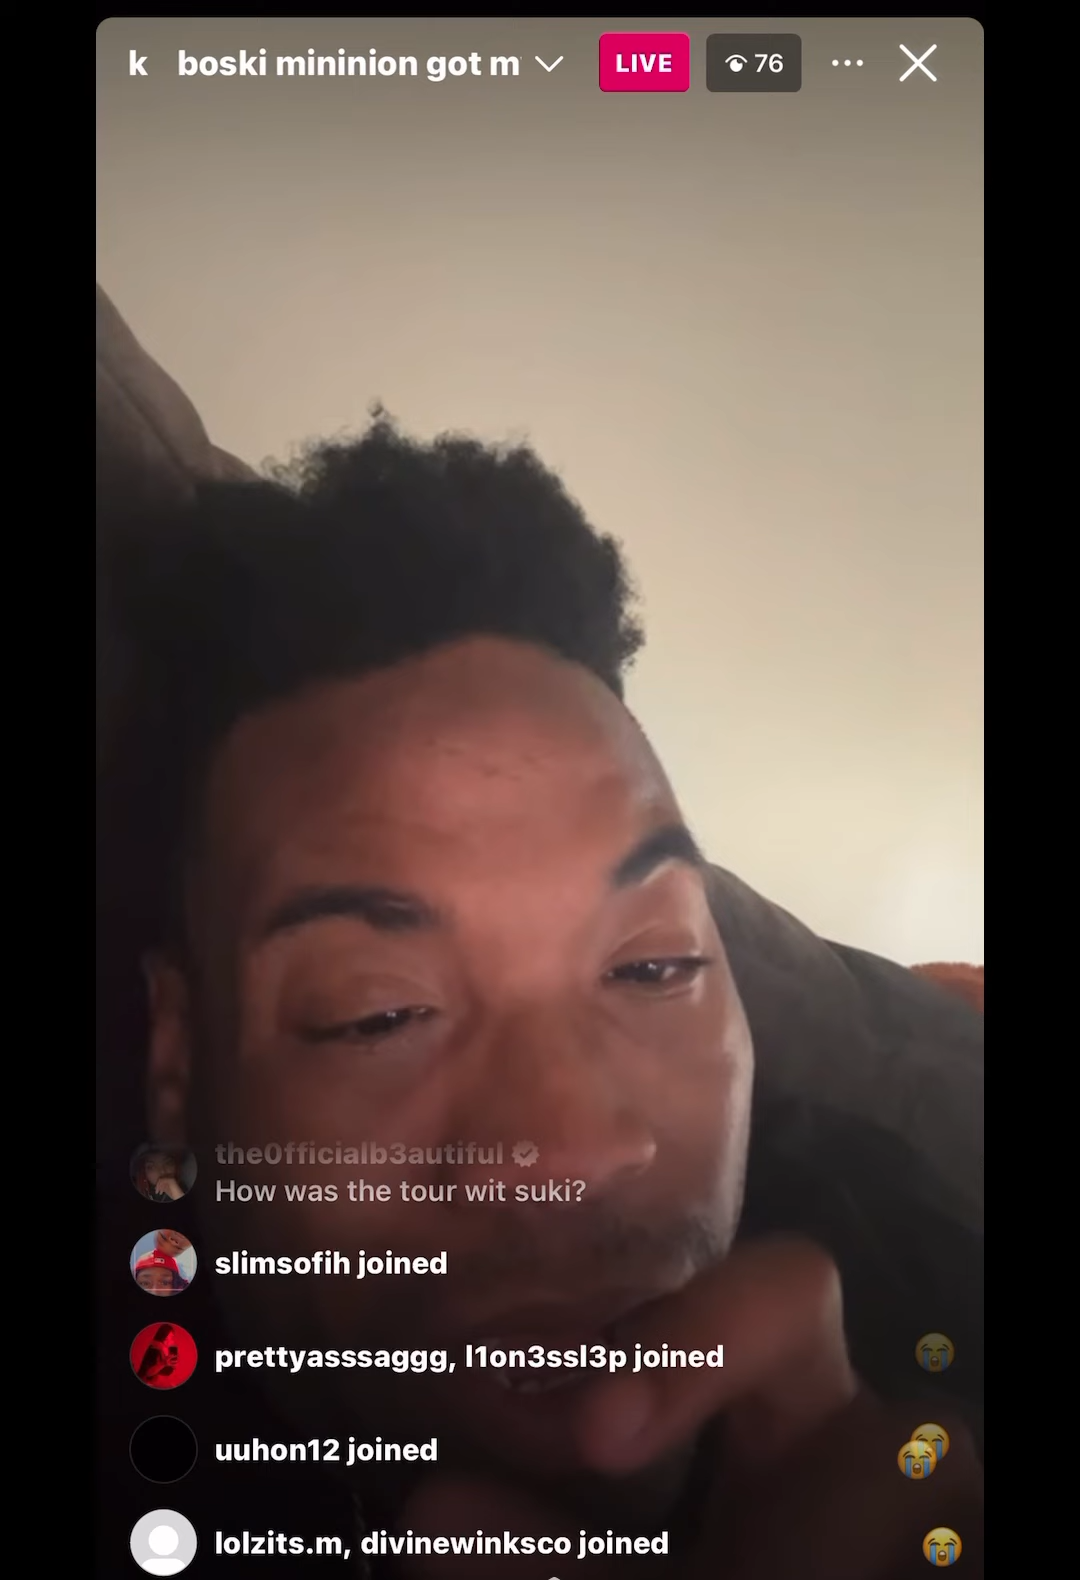 k boski mininion got m
LIVE
76
the0fficialb3autiful
How was the tour wit suki?
slimsofih joined
prettyasssaggg, l1on3ssl3p joined
uuhon12 joined
lolzits.m, divinewinksco joined